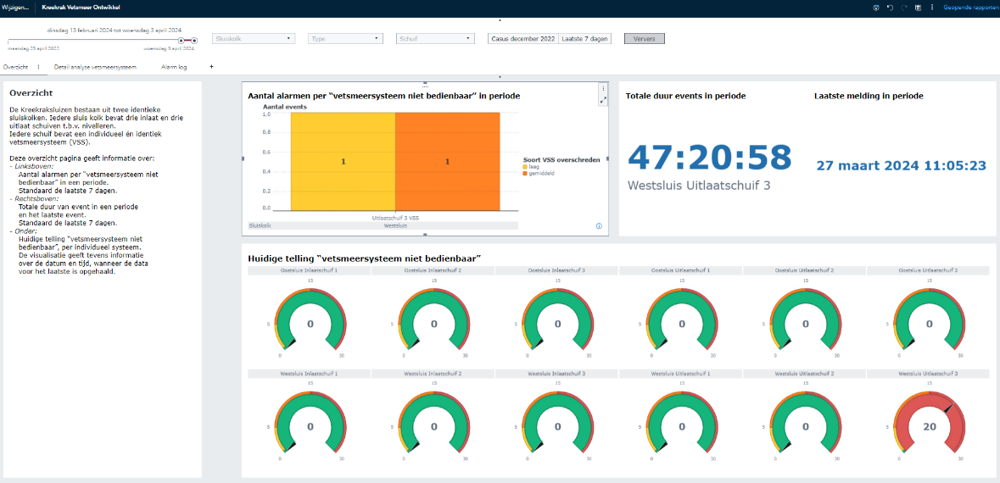 Wijzigen...
Kreekrak Vetsmeer Ontwikkel
Geopende rapporten
dinsdag 13 februari 2024 tot woensdag 3 april 2024
maandag 25 april 2022
woensdag 3 april 2024
Sluiskolk
Type
Schuif
Casus december 2022
Laatste 7 dagen
Ververs
Overzicht
Detail analyse vetsmeersysteem
Alarm log
+
Overzicht
De Kreekraksluizen bestaan uit twee identieke
sluiskolken. Iedere sluis kolk bevat drie inlaat en drie
uitlaat schuiven t.b.v. nivelleren.
Iedere schuif bevat een individueel én identiek
vetsmeersysteem (VSS).
Deze overzicht pagina geeft informatie over:
- Linksboven:
Aantal alarmen per "vetsmeersysteem niet
bedienbaar" in een periode.
Standaard de laatste 7 dagen.
- Rechtsboven:
Totale duur van event in een periode
en het laatste event.
Standaard de laatste 7 dagen.
- Onder:
Huidige telling "vetsmeersysteem niet
bedienbaar", per individueel systeem.
De visualisatie geeft tevens informatie
over de datum en tijd, wanneer de data
voor het laatste is opgehaald.
Aantal alarmen per "vetsmeersysteem niet bedienbaar" in periode
Aantal events
1.0
0.8
0.6
0.4
0.2
0.0
1
1
Soort VSS overschreden
laag
gemiddeld
Uitlaatschuif 3 VSS
Sluiskolk
Westsluis
Totale duur events in periode
47:20:58
Westsluis Uitlaatschuif 3
Laatste melding in periode
27 maart 2024 11:05:23
Huidige telling "vetsmeersysteem niet bedienbaar"
Oostsluis Inlaatschuif 1
Oostsluis Inlaatschuif 2
Oostsluis Inlaatschuif 3
Oostsluis Uitlaatschuif 1
Oostsluis Uitlaatschuif 2
Oostsluis Uitlaatschuif 3
15 15 15 15 15 15
5 0 5 0 5 0 5 0 5 0 5 0
0 30 0 30 0 30 0 30 0 30 0 30
Westsluis Inlaatschuif 1
Westsluis Inlaatschuif 2
Westsluis Inlaatschuif 3
Westsluis Uitlaatschuif 1
Westsluis Uitlaatschuif 2
Westsluis Uitlaatschuif 3
15 15 15 15 15 15
5 0 5 0 5 0 5 0 5 0 5 20
0 30 0 30 0 30 0 30 0 30 0 30